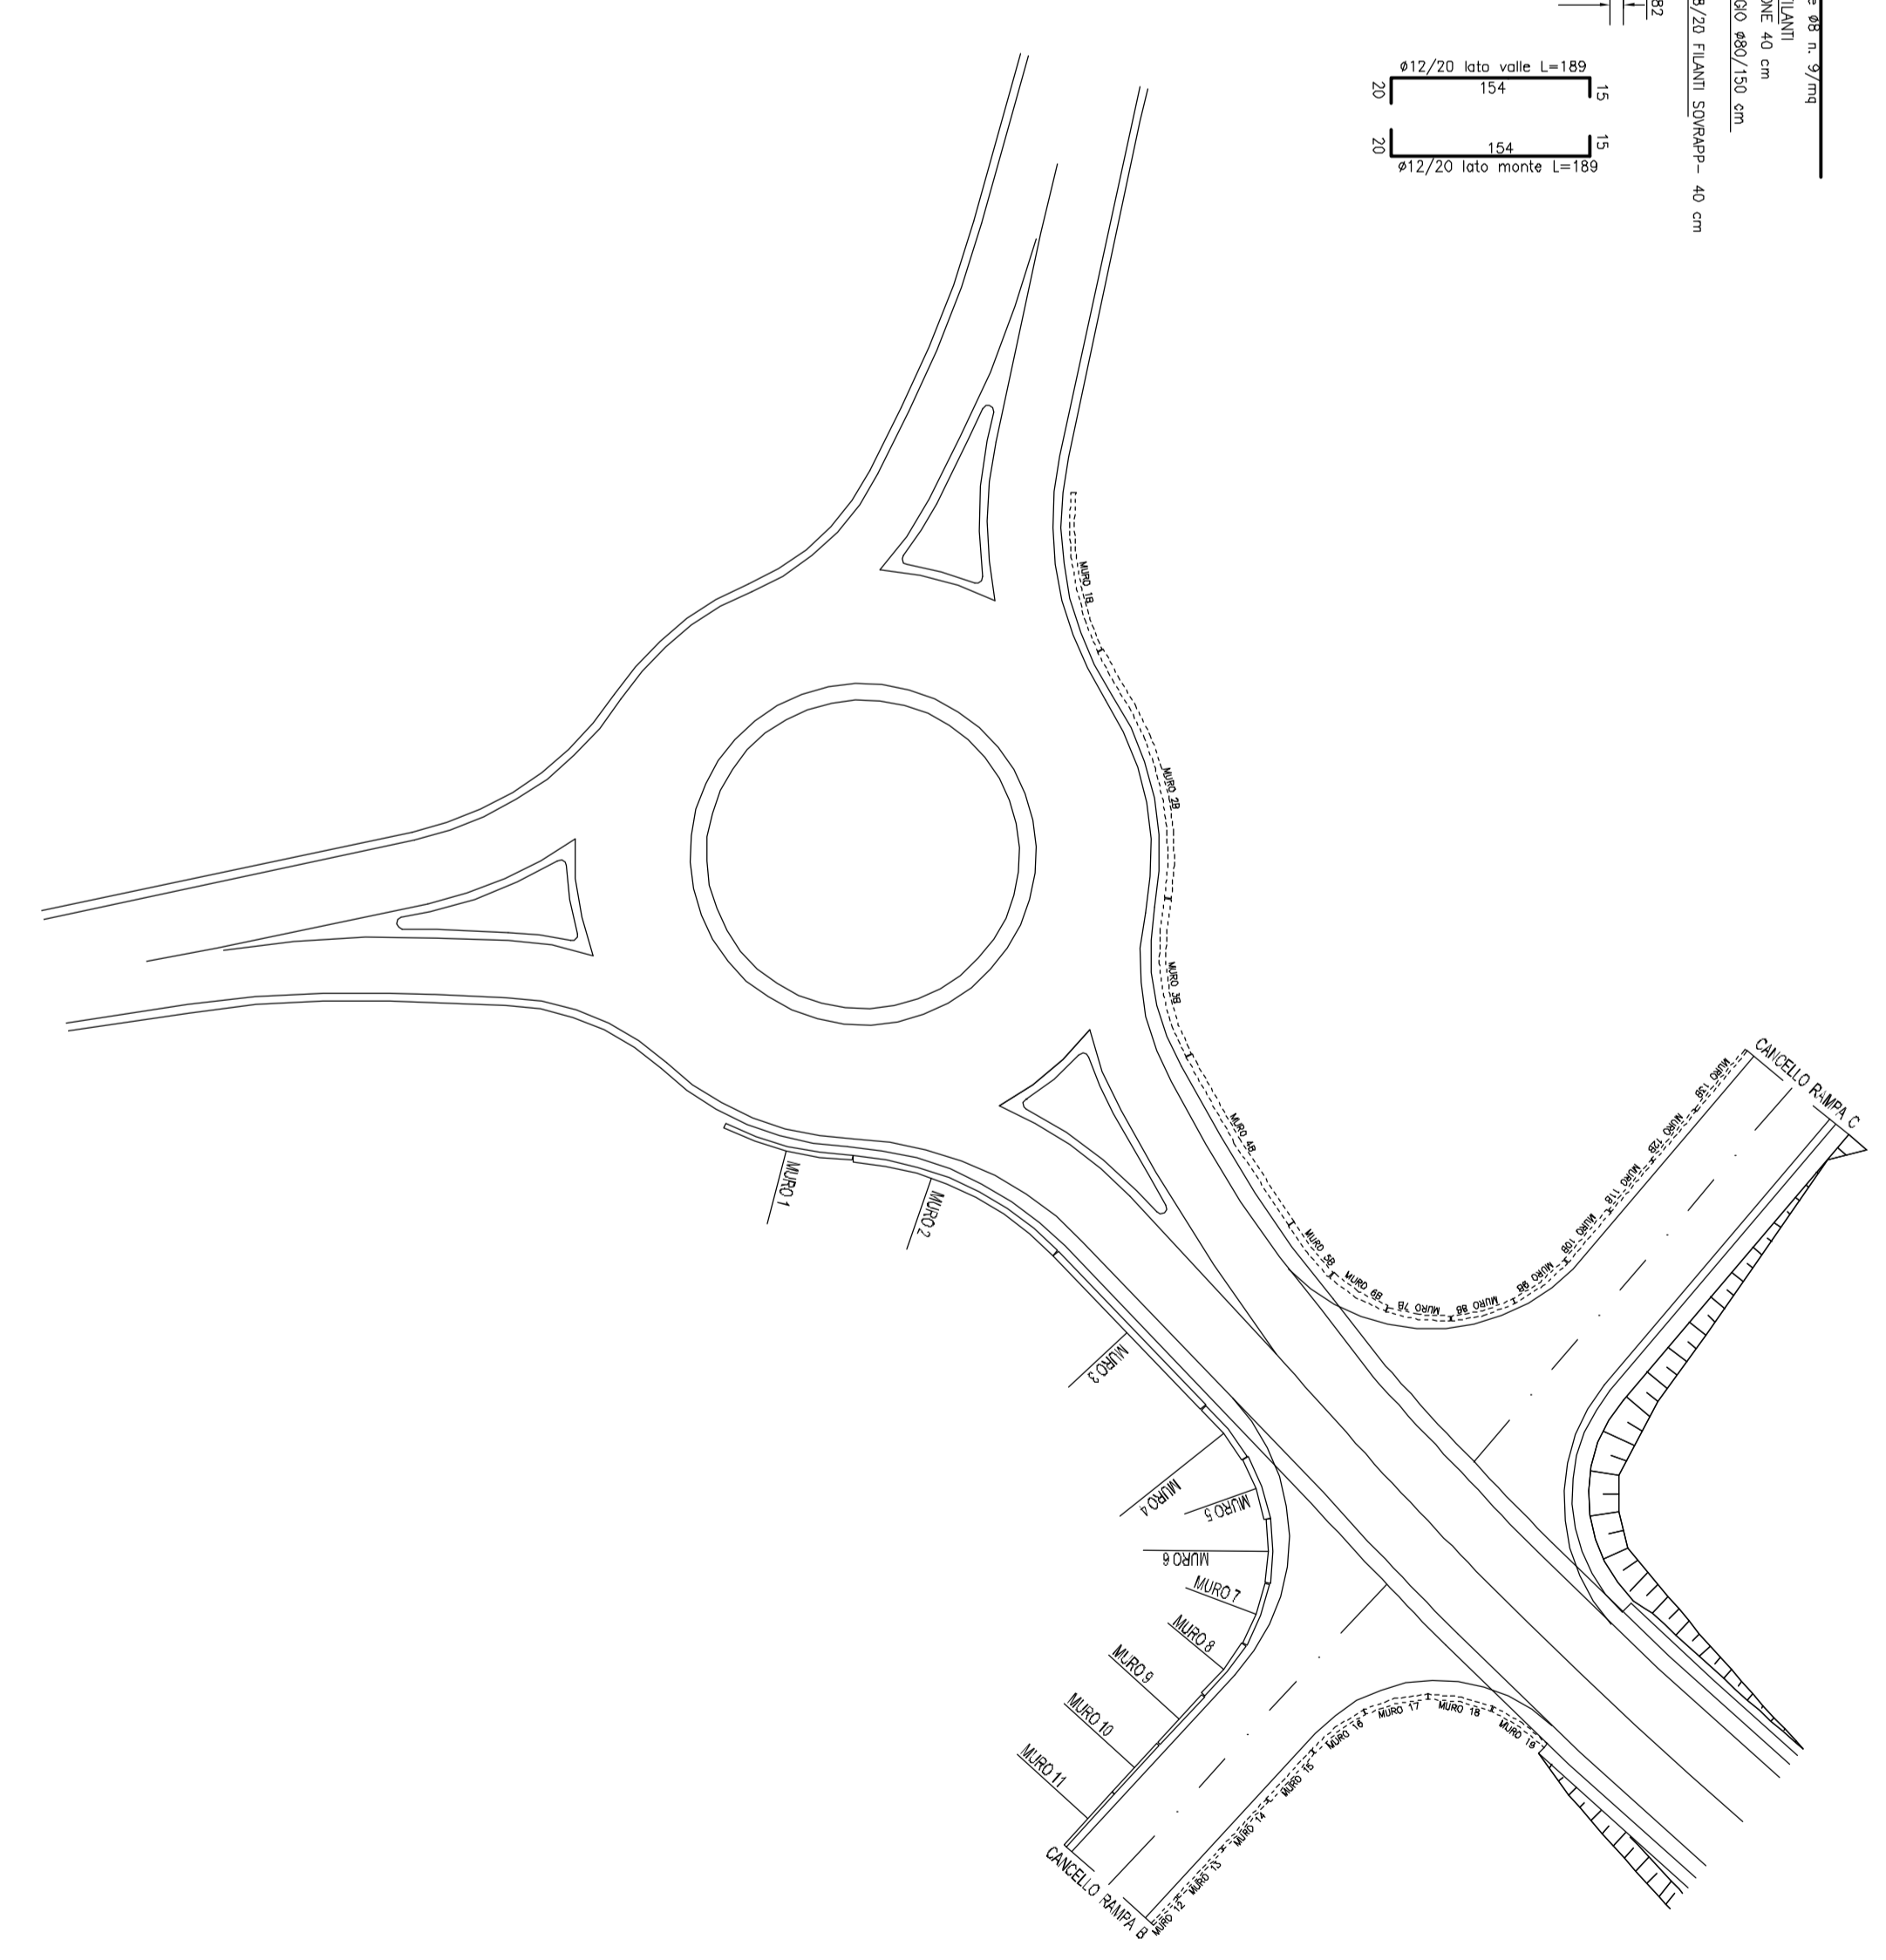 e ø8 n. 9/mq
ILANTI
ONE 40 cm
GIO ø80/150 cm
8/20 FILANTI SOVRAPP- 40 cm
82
ø12/20 lato valle L=189
20
154
15
20
154
15
ø12/20 lato monte L=189
MURO 1B
MURO 2B
MURO 3B
MURO 4B
MURO 5B
MURO 6B
MURO 7B
MURO 8B
MURO 9B
MURO 10B
MURO 11B
MURO 12B
MURO 13B
CANCELLO RAMPA C
MURO 1
MURO 2
MURO 3
MURO 4
MURO 5
MURO 6
MURO 7
MURO 8
MURO 9
MURO 10
MURO 11
CANCELLO RAMPA B
MURO 12
MURO 13
MURO 14
MURO 15
MURO 16
MURO 17
MURO 18
MURO 19